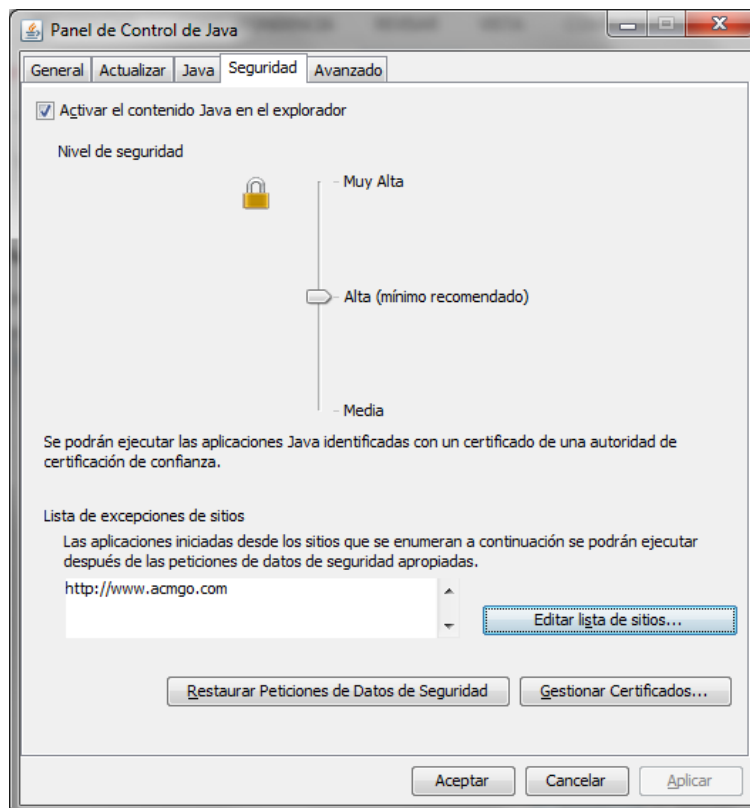 Panel de Control de Java
General Actualizar Java Seguridad Avanzado
Activar el contenido Java en el explorador
Nivel de seguridad
Muy Alta
Alta (mínimo recomendado)
Media
Se podrán ejecutar las aplicaciones Java identificadas con un certificado de una autoridad de
certificación de confianza.
Lista de excepciones de sitios
Las aplicaciones iniciadas desde los sitios que se enumeran a continuación se podrán ejecutar
después de las peticiones de datos de seguridad apropiadas.
http://www.acmgo.com
Editar lista de sitios...
Restaurar Peticiones de Datos de Seguridad Gestionar Certificados...
Aceptar Cancelar Aplicar